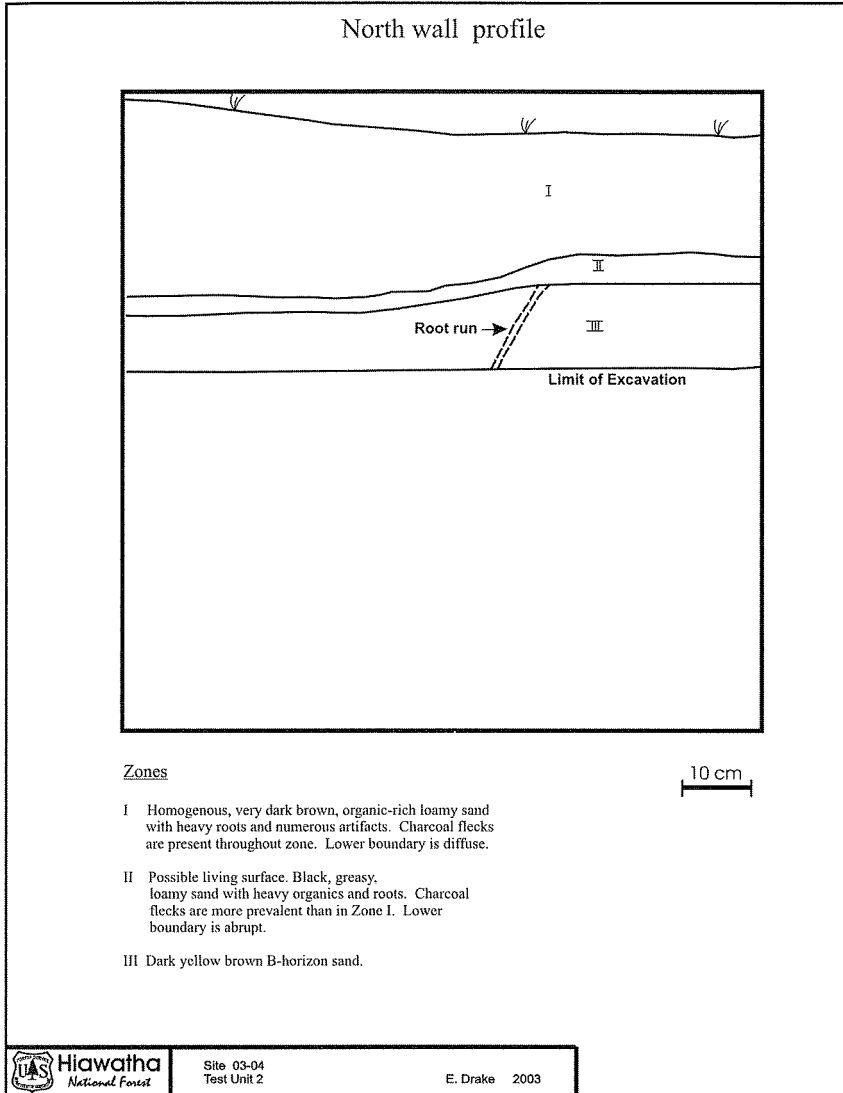 North wall profile
I
II
Root run
III
Limit of Excavation
Zones
10 cm
I Homogenous, very dark brown, organic-rich loamy sand
with heavy roots and numerous artifacts. Charcoal flecks
are present throughout zone. Lower boundary is diffuse.
II Possible living surface. Black, greasy,
loamy sand with heavy organics and roots. Charcoal
flecks are more prevalent than in Zone I. Lower
boundary is abrupt.
III Dark yellow brown B-horizon sand.
U S
Hiawatha
National Forest
Site 03-04
Test Unit 2
E. Drake 2003